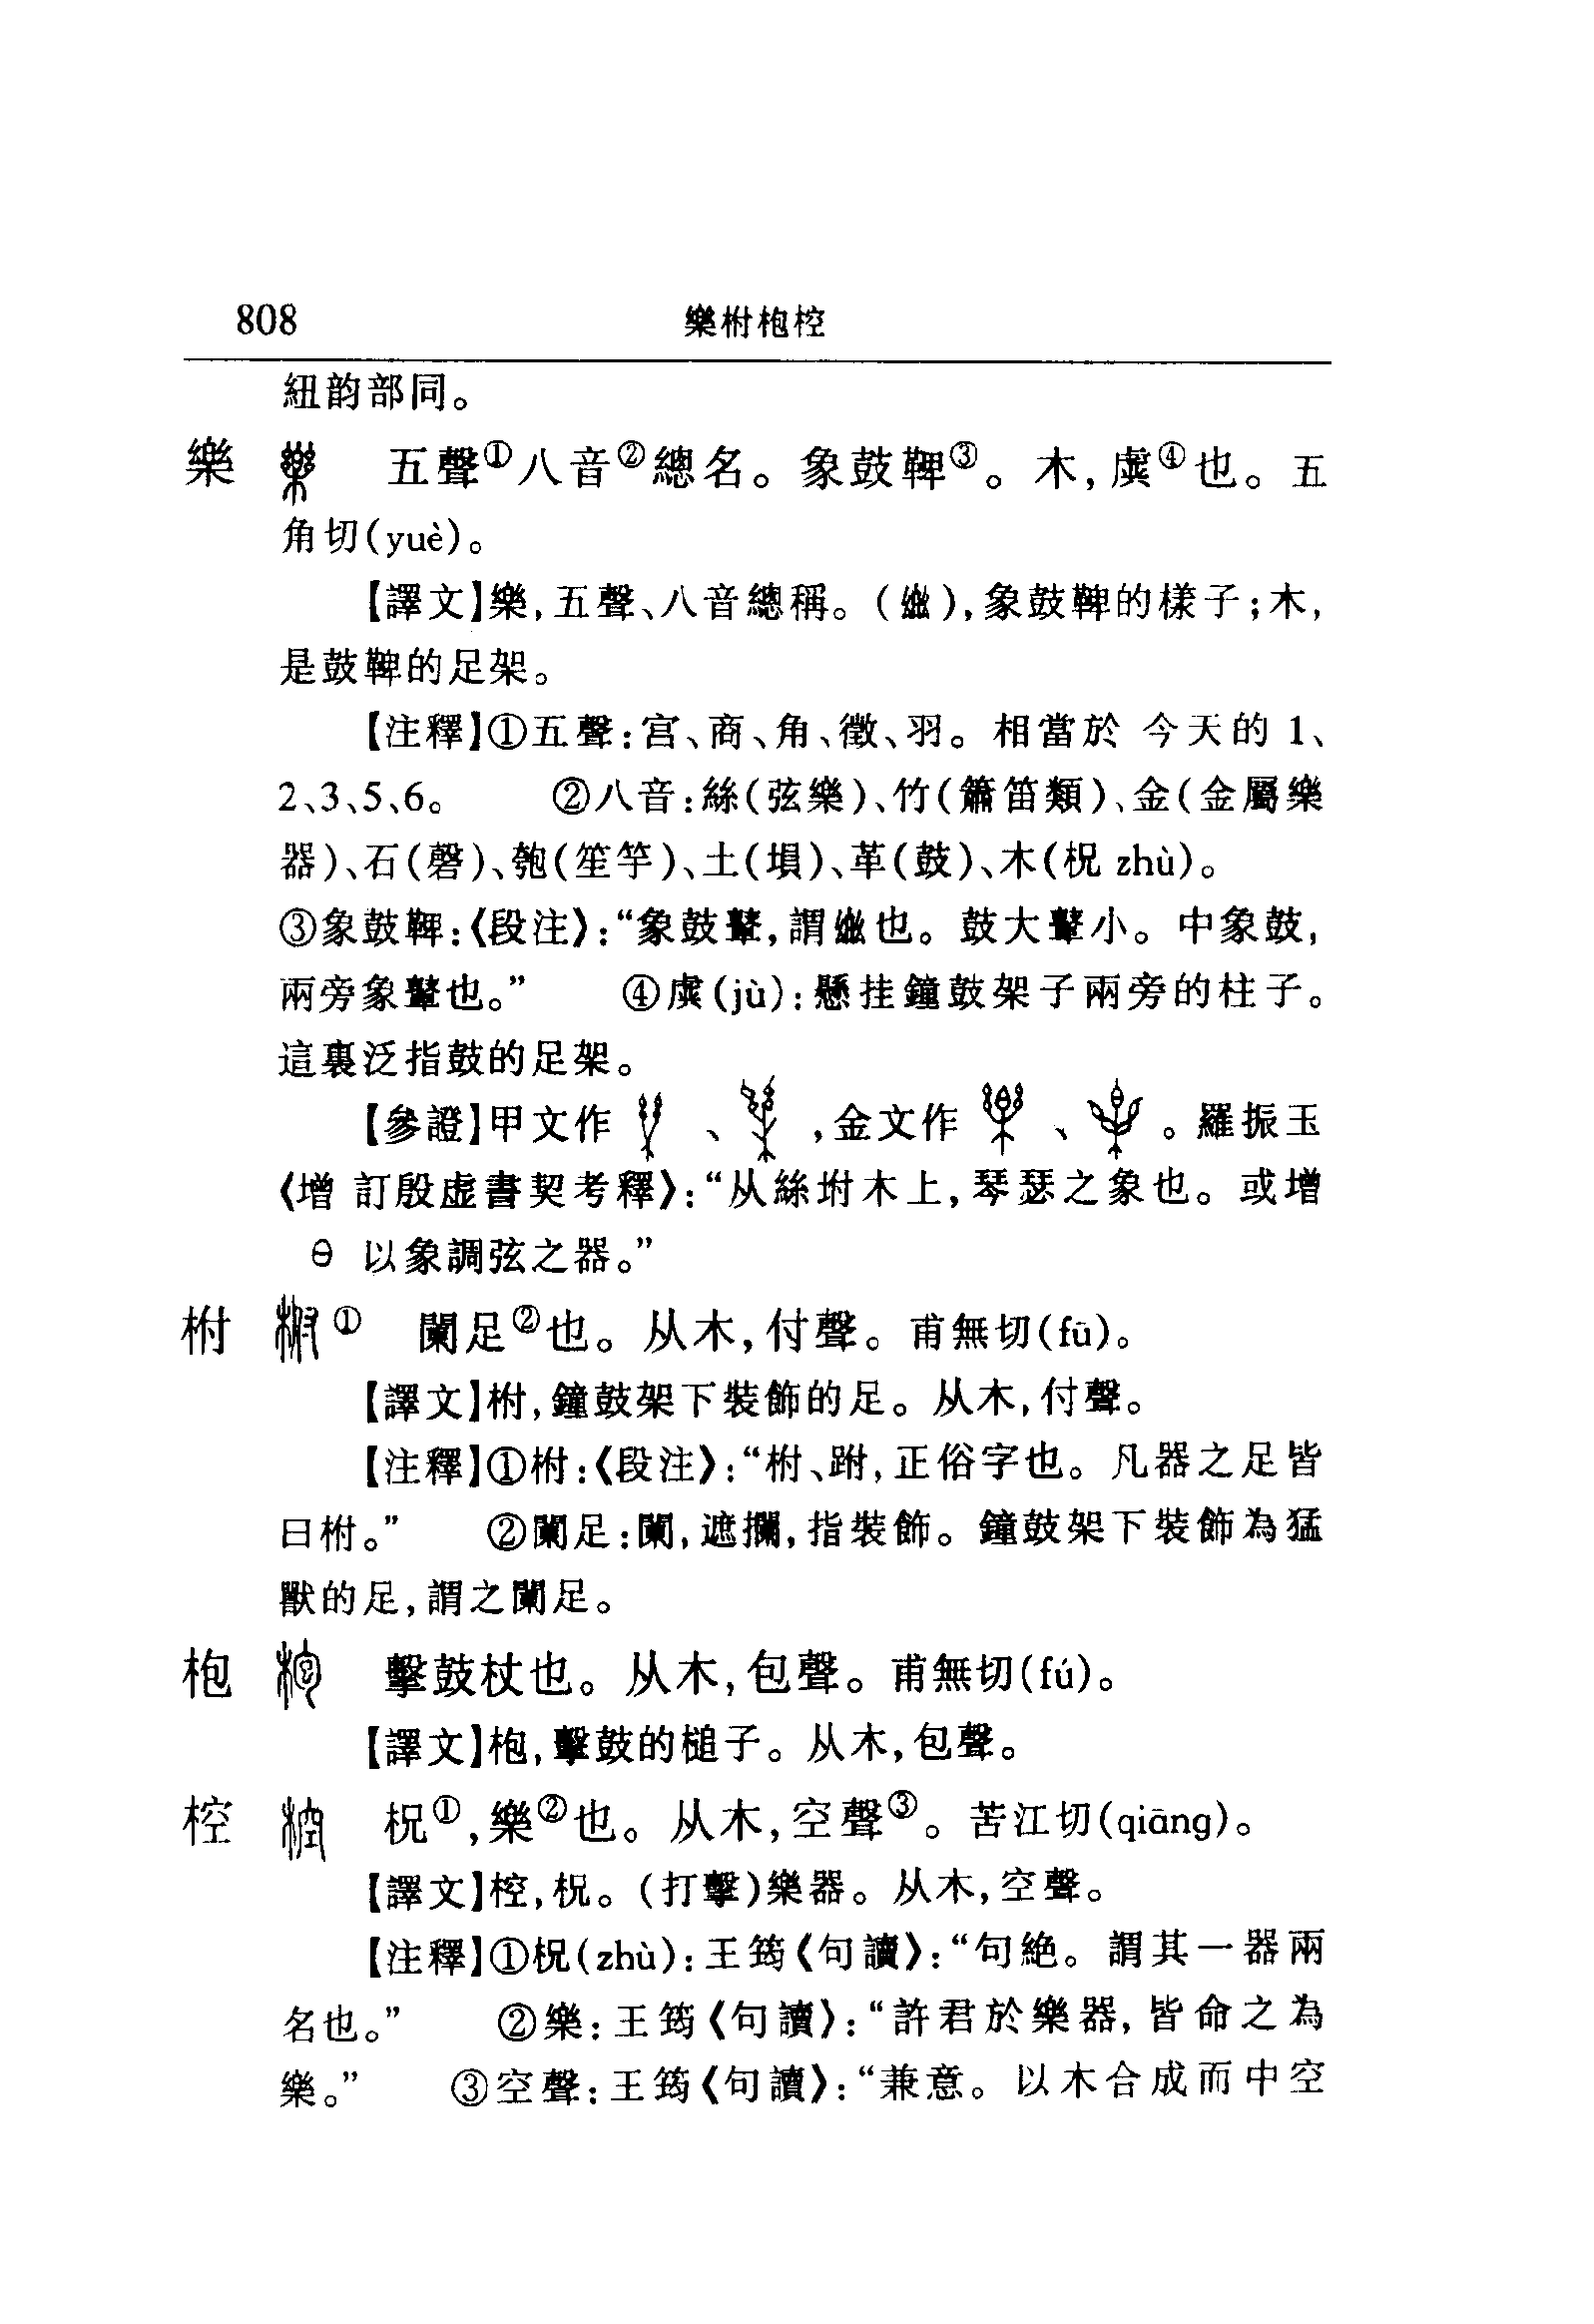 808 樂柎枹椌
紐韵部同。
樂 五聲①八音②總名。象鼓鞞③。木,虡④也。五
角切(yuè)。
【譯文】樂,五聲、八音總稱。( ),象鼓鞞的樣子;木,
是鼓鞞的足架。
【注釋】①五聲:宫、商、角、徵、羽。相當於 今天的 1、
2、3、5、6。 ②八音:絲(弦樂)、竹(簫笛類)、金(金屬樂
器)、石(磬)、匏(笙竽)、土(塤)、革(鼓)、木(柷 zhù)。
③象鼓鞞:《段注》:“象鼓鼙,謂 也。鼓大鼙小。中象鼓,
兩旁象鼙也。” ④虡(jù):懸挂鐘鼓架子兩旁的柱子。
這裏泛指鼓的足架。
【參證】甲文作 、 ,金文作 、 。羅振玉
《增訂殷虚書契考釋》:“从絲坿木上,琴瑟之象也。或增
以象調弦之器。”
柎 ① 闌足②也。从木,付聲。甫無切(fū)。
【譯文】柎,鐘鼓架下裝飾的足。从木,付聲。
【注釋】①柎:《段注》:“柎、跗,正俗字也。凡器之足皆
曰柎。” ②闌足:闌,遮攔,指裝飾。鐘鼓架下裝飾為猛
獸的足,謂之闌足。
枹 擊鼓杖也。从木,包聲。甫無切(fú)。
【譯文】枹,擊鼓的槌子。从木,包聲。
椌 柷①,樂②也。从木,空聲③。苦江切(qiāng)。
【譯文】椌,柷。(打擊)樂器。从木,空聲。
【注釋】①柷(zhù):王筠《句讀》:“句絶。謂其一器兩
名也。” ②樂:王筠《句讀》:“許君於樂器,皆命之為
樂。” ③空聲:王筠《句讀》:“兼意。以木合成而中空